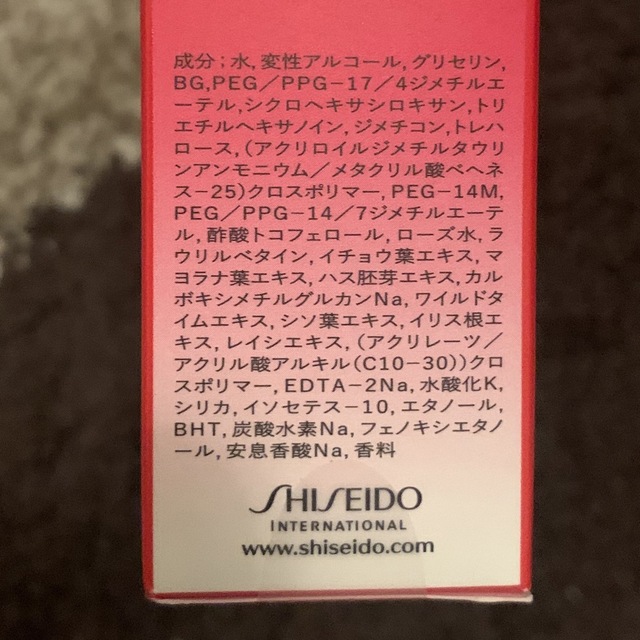 成分；水,変性アルコール,グリセリン,
BG,PEG／PPG－17／4ジメチルエ
ーテル,シクロヘキサシロキサン,トリ
エチルヘキサノイン,ジメチコン,トレハ
ロース,(アクリロイルジメチルタウリ
ンアンモニウム／メタクリル酸ベヘネ
ス－25)クロスポリマー,PEG－14M,
PEG／PPG－14／7ジメチルエーテ
ル,酢酸トコフェロール,ローズ水,ラ
ウリルベタイン,イチョウ葉エキス,マ
ヨラナ葉エキス,ハス胚芽エキス,カル
ボキシメチルグルカンNa,ワイルドタ
イムエキス,シソ葉エキス,イリス根エ
キス,レイシエキス,(アクリレーツ／
アクリル酸アルキル(C10－30))クロ
スポリマー,EDTA－2Na,水酸化K,
シリカ,イソセテス－10,エタノール,
BHT,炭酸水素Na,フェノキシエタノ
ール,安息香酸Na,香料
SHISEIDO
INTERNATIONAL
www.shiseido.com